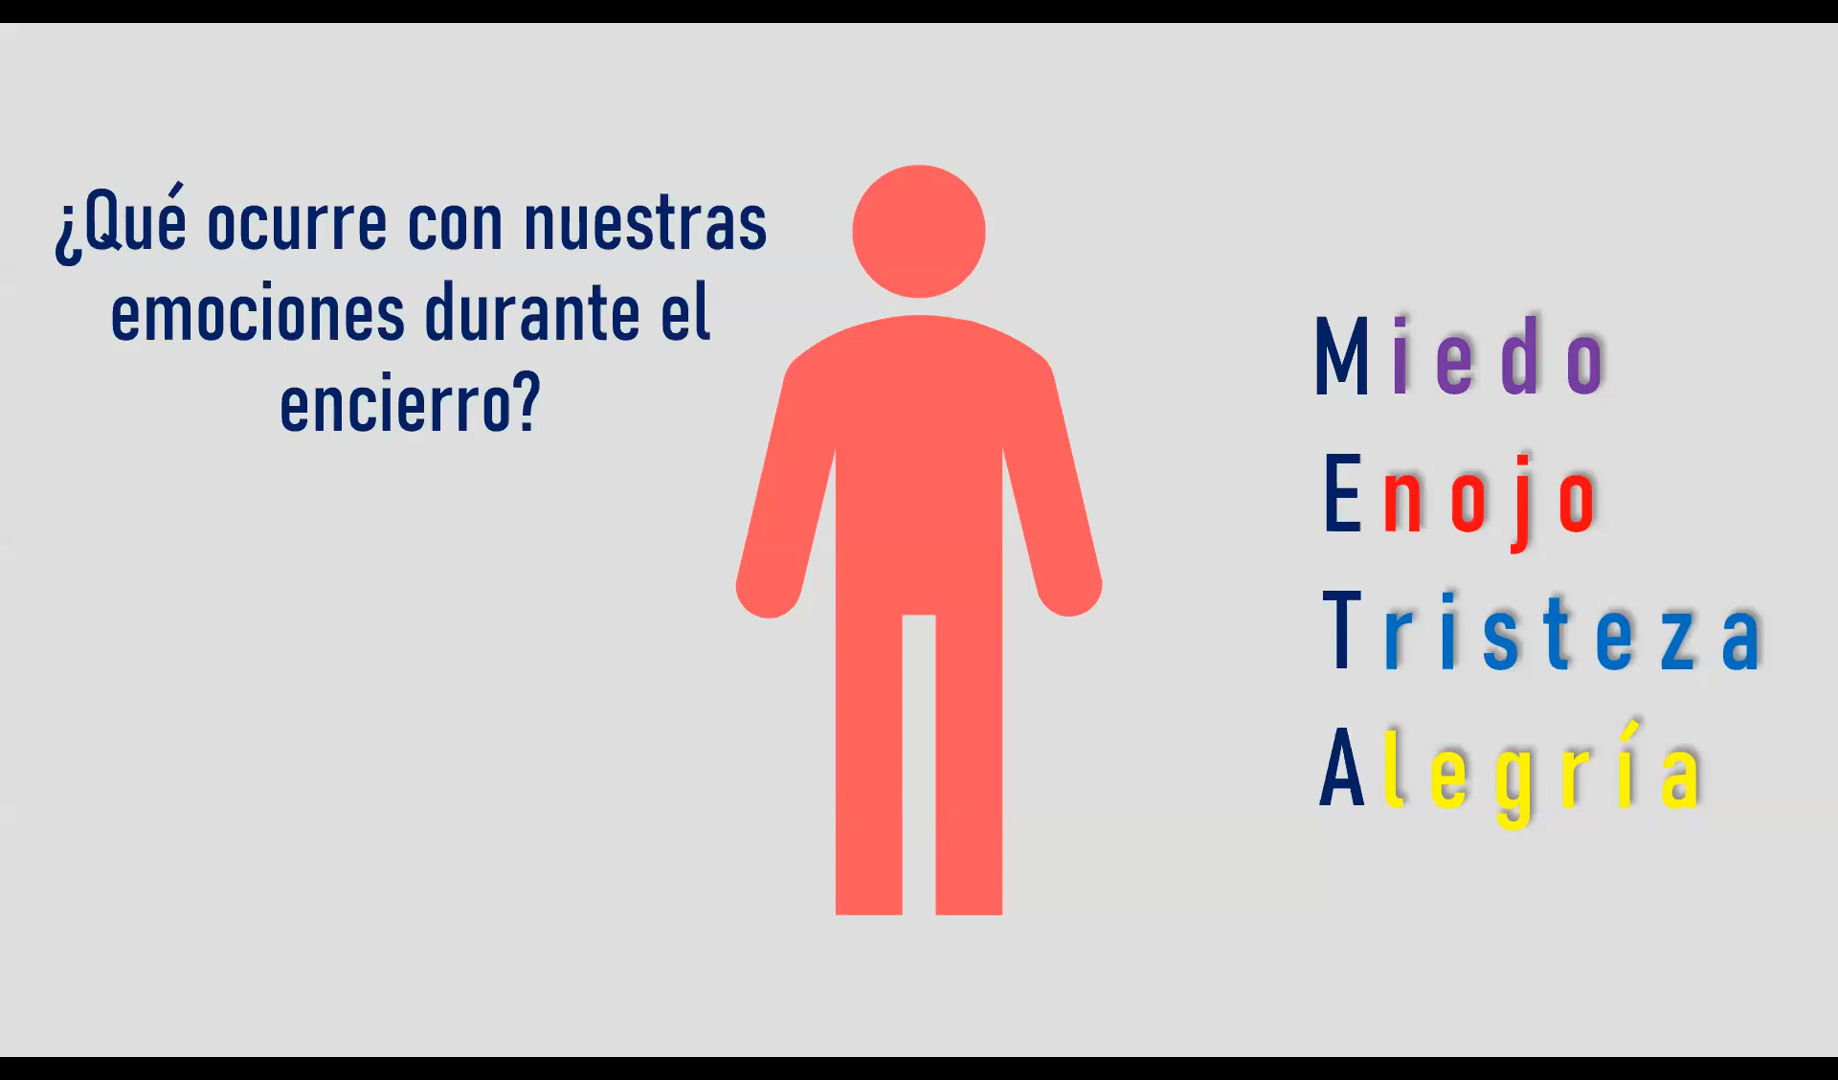 ¿Qué ocurre con nuestras
emociones durante el
encierro?
Miedo
Enojo
Tristeza
Alegría